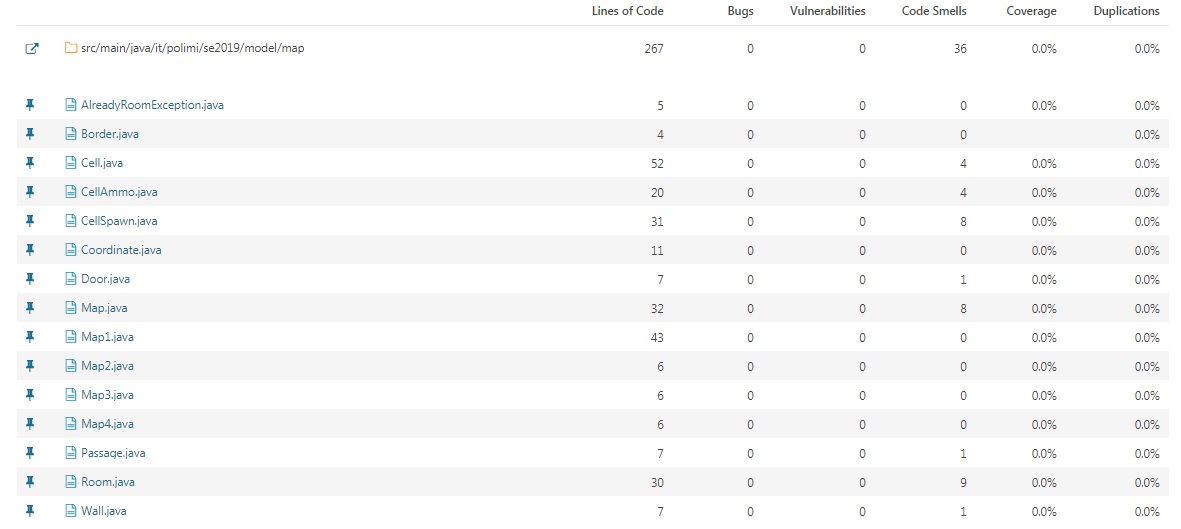 Lines of Code Bugs Vulnerabilities Code Smells Coverage Duplications
src/main/java/it/polimi/se2019/model/map 267 0 0 36 0.0% 0.0%
AlreadyRoomException.java 5 0 0 0 0.0% 0.0%
Border.java 4 0 0 0 0.0%
Cell.java 52 0 0 4 0.0% 0.0%
CellAmmo.java 20 0 0 4 0.0% 0.0%
CellSpawn.java 31 0 0 8 0.0% 0.0%
Coordinate.java 11 0 0 0 0.0% 0.0%
Door.java 7 0 0 1 0.0% 0.0%
Map.java 32 0 0 8 0.0% 0.0%
Map1.java 43 0 0 0 0.0% 0.0%
Map2.java 6 0 0 0 0.0% 0.0%
Map3.java 6 0 0 0 0.0% 0.0%
Map4.java 6 0 0 0 0.0% 0.0%
Passage.java 7 0 0 1 0.0% 0.0%
Room.java 30 0 0 9 0.0% 0.0%
Wall.java 7 0 0 1 0.0% 0.0%